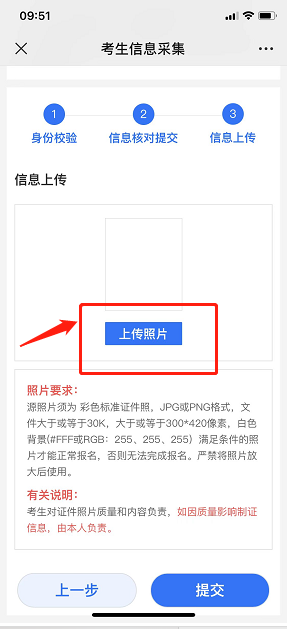 09:51
考生信息采集
1 2 3
身份校验 信息核对提交 信息上传
信息上传
上传照片
照片要求：
源照片须为 彩色标准证件照，JPG或PNG格式，文
件大于或等于30K，大于或等于300*420像素，白色
背景(#FFF或RGB：255、255、255）满足条件的照
片才能正常报名，否则无法完成报名。严禁将照片放
大后使用。
有关说明：
考生对证件照片质量和内容负责，如因质量影响制证
信息，由本人负责。
上一步 提交